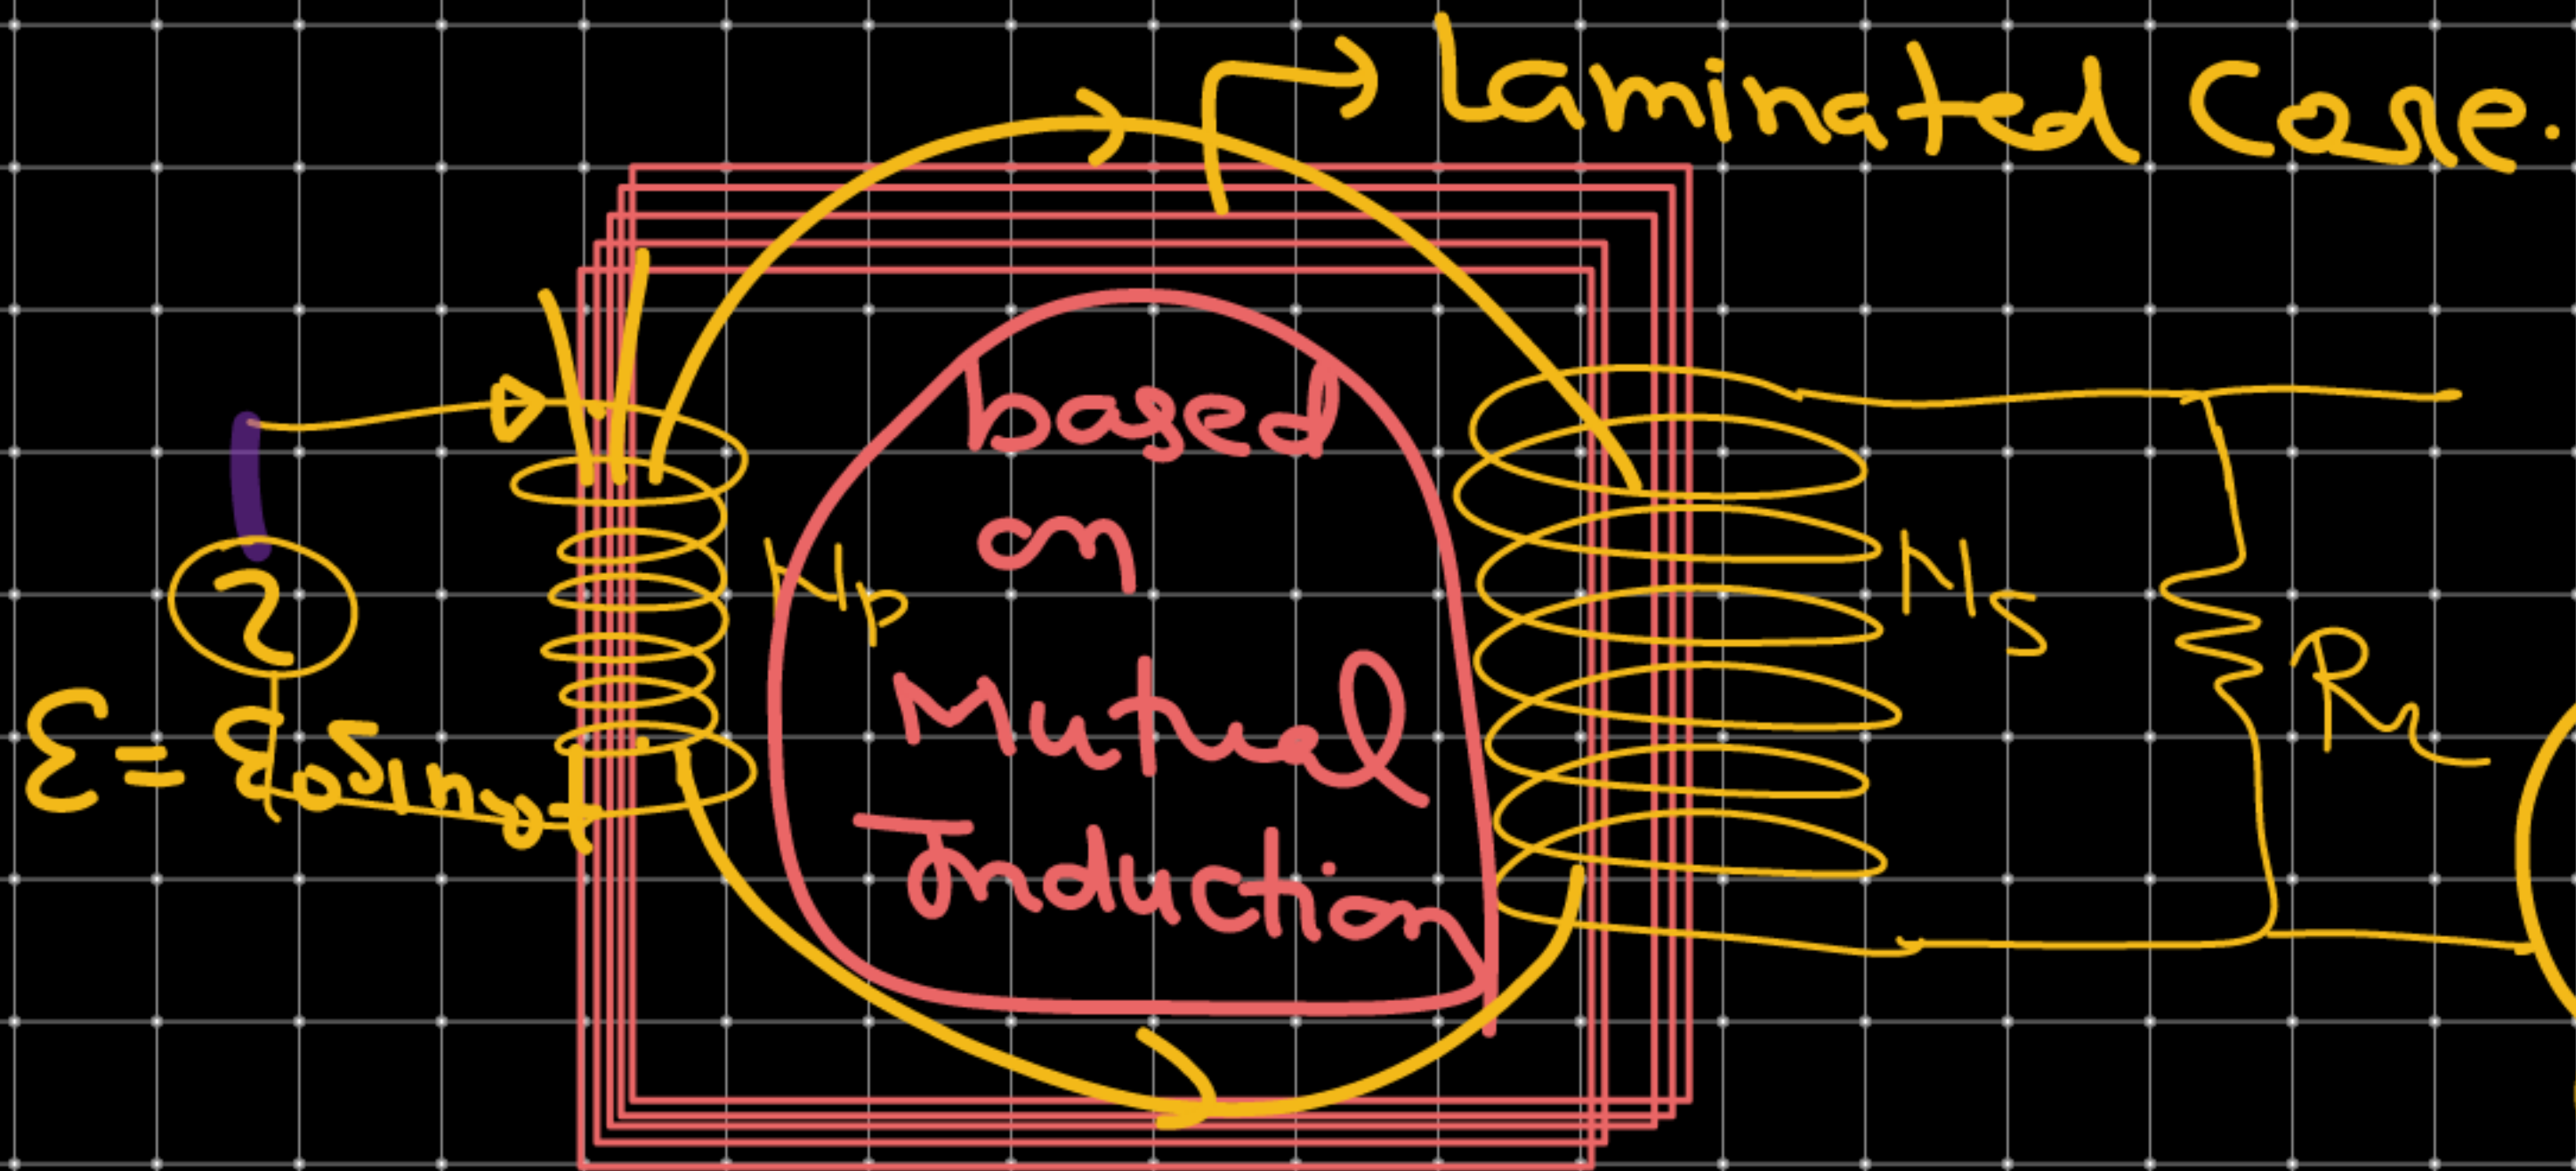 Laminated Core.
based
on
Mutual
Induction
Np
Ns
RL
ε = ε₀ sin ωt